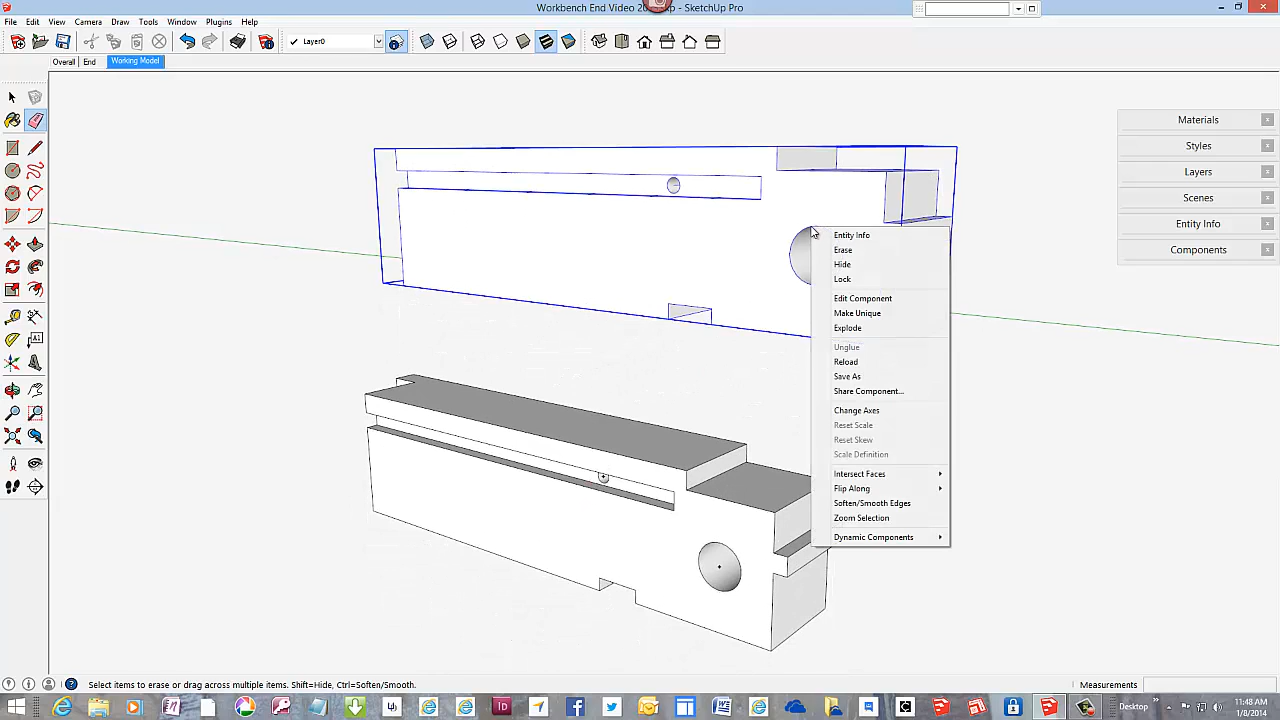 Workbench End Video 20 .skp - SketchUp Pro
File Edit View Camera Draw Tools Window Plugins Help
Layer0
Overall End Working Model
Materials
Styles
Layers
Scenes
Entity Info
Components
Entity Info
Erase
Hide
Lock
Edit Component
Make Unique
Explode
Unglue
Reload
Save As
Share Component...
Change Axes
Reset Scale
Reset Skew
Scale Definition
Intersect Faces
Flip Along
Soften/Smooth Edges
Zoom Selection
Dynamic Components
Select items to erase or drag across multiple items. Shift=Hide, Ctrl=Soften/Smooth.
Measurements
Desktop
11:48 AM
1/8/2014